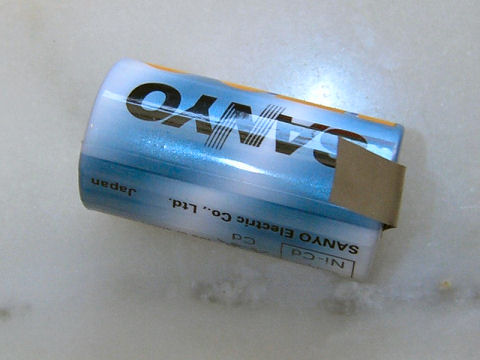 SANYO
SANYO Electric Co., Ltd.
Japan
Ni-Cd
Cd